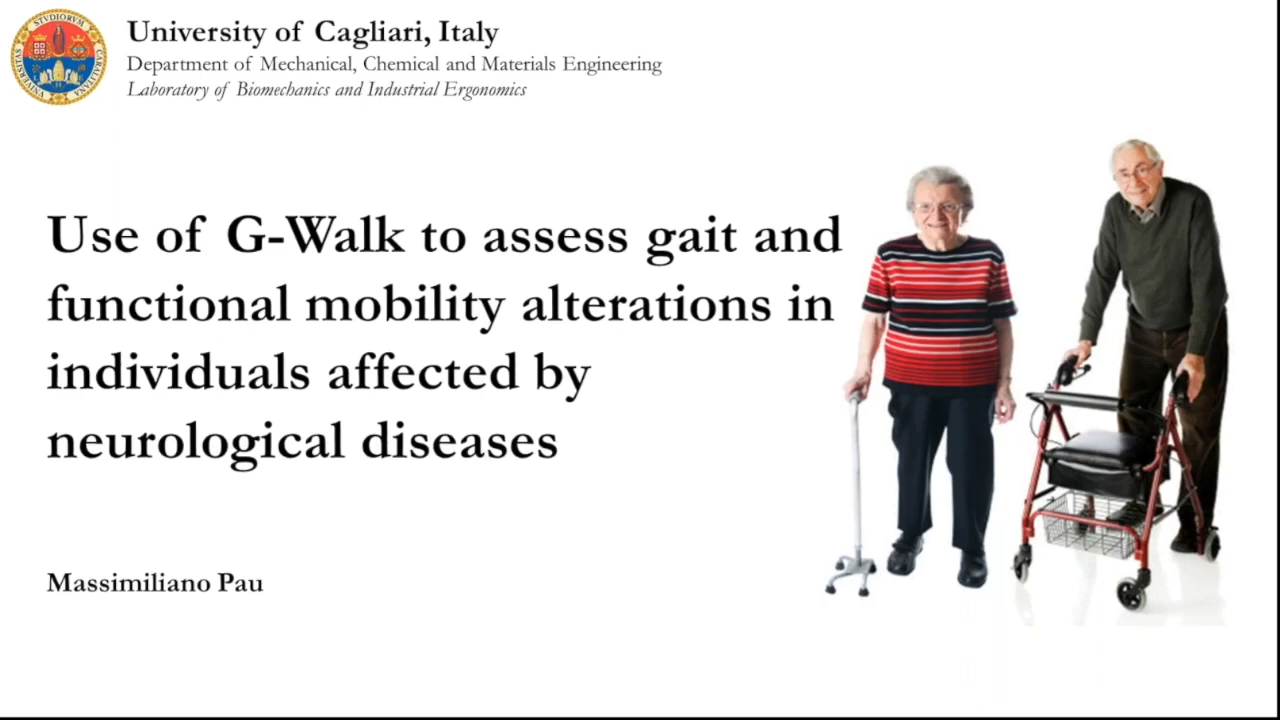 University of Cagliari, Italy
Department of Mechanical, Chemical and Materials Engineering
Laboratory of Biomechanics and Industrial Ergonomics
Use of G-Walk to assess gait and
functional mobility alterations in
individuals affected by
neurological diseases
Massimiliano Pau